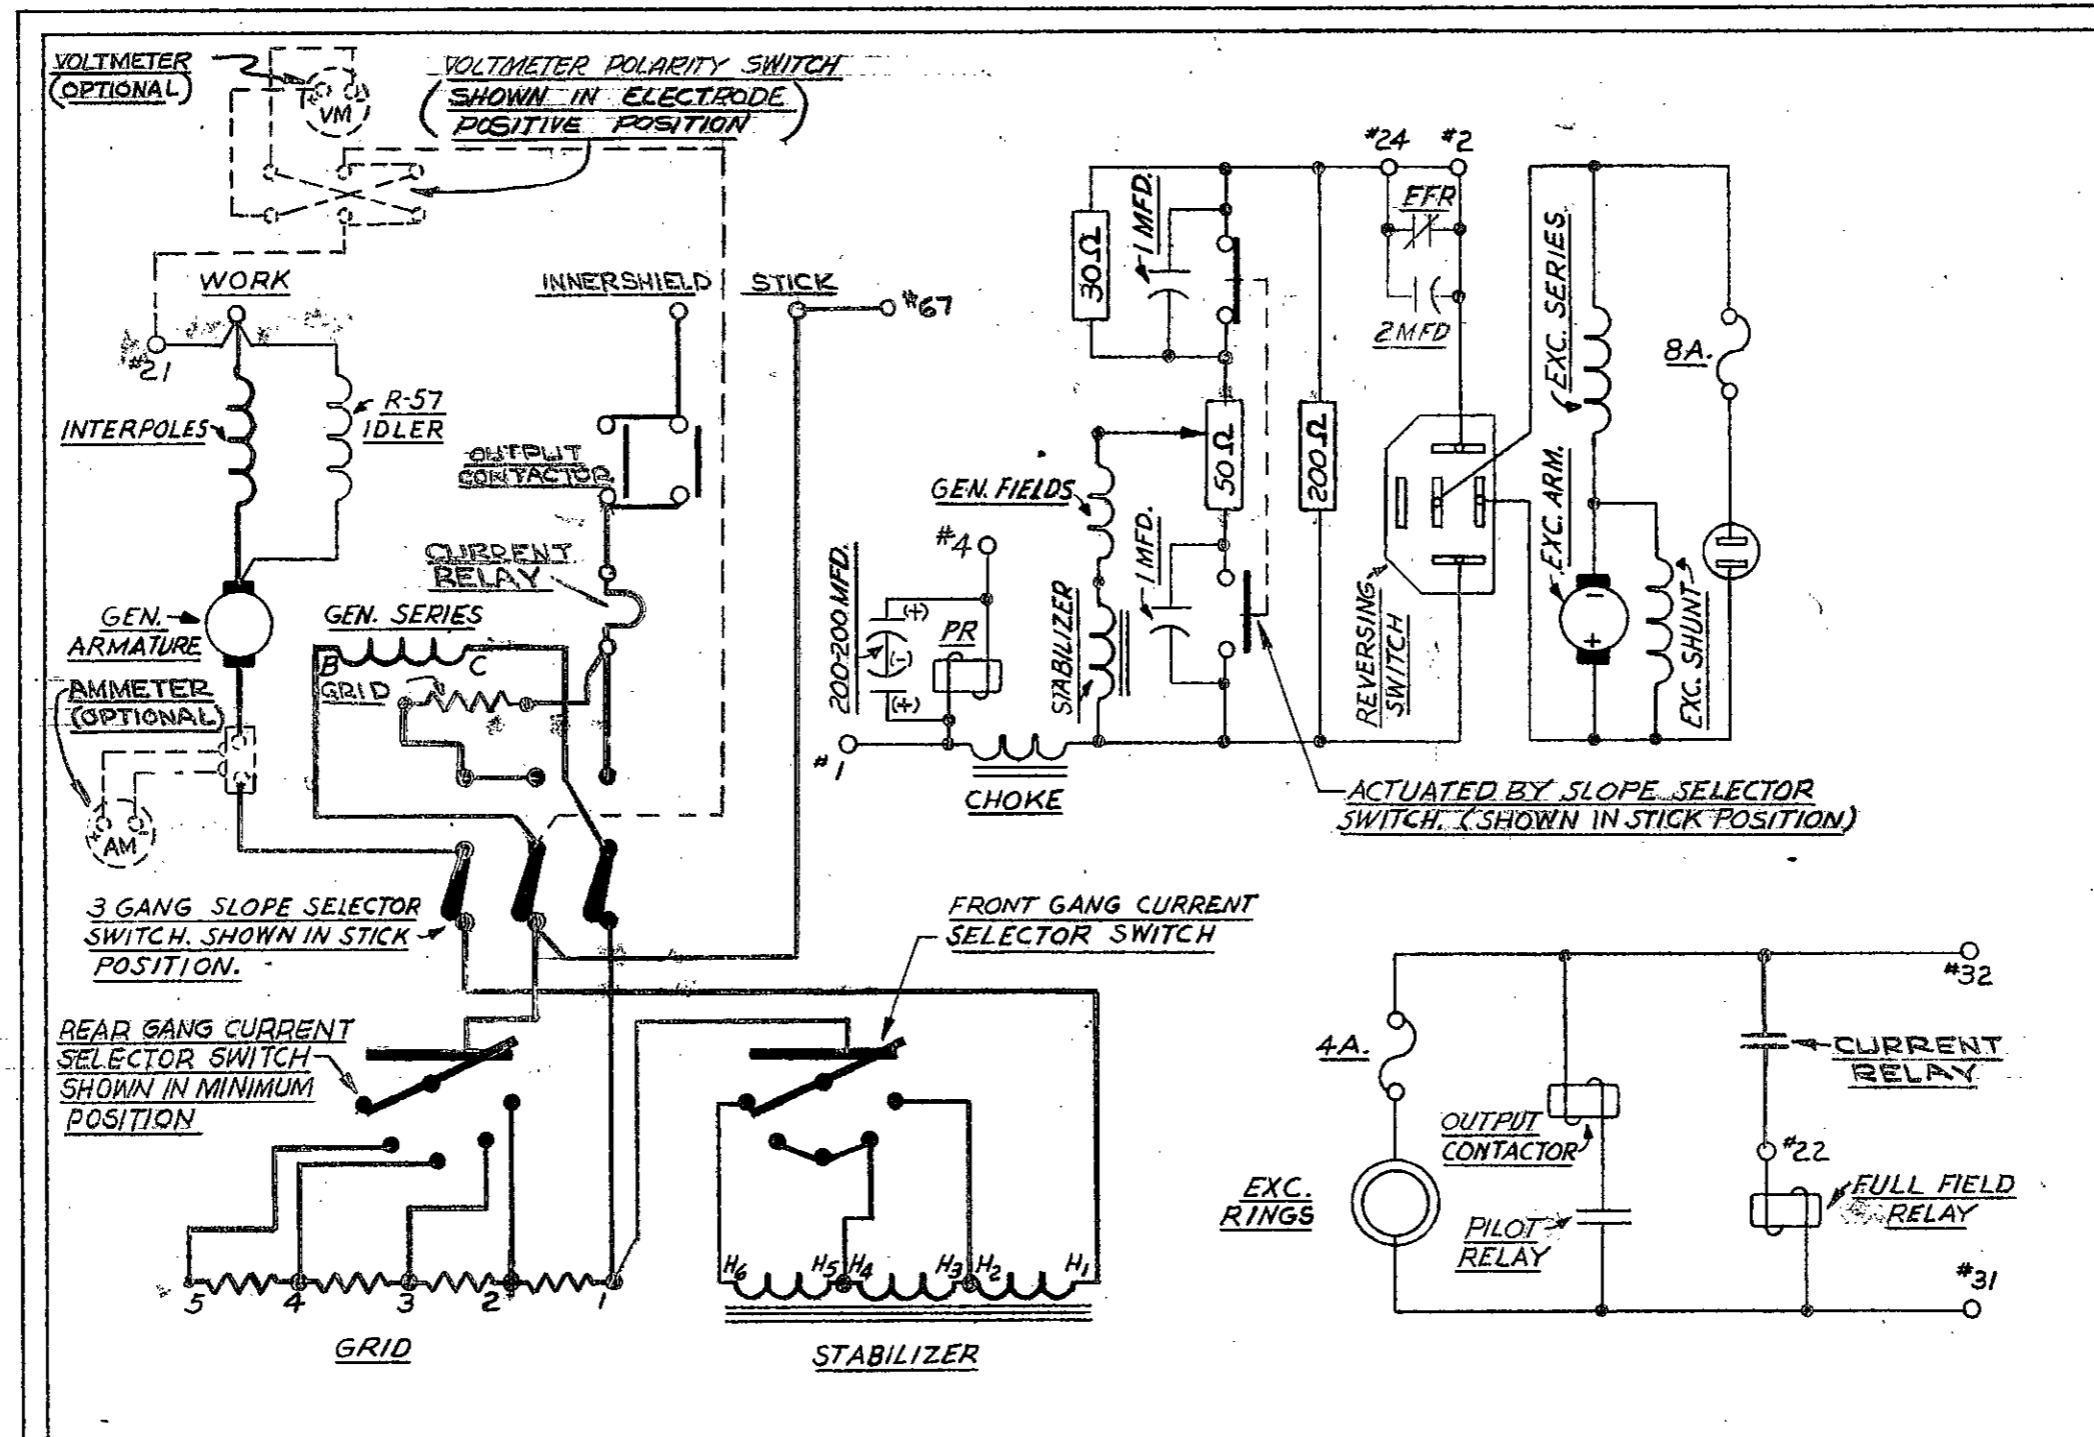 VOLTMETER
(OPTIONAL)
+
-
VM
VOLTMETER POLARITY SWITCH
(SHOWN IN ELECTRODE
POSITIVE POSITION)
WORK
#21
INTERPOLES
R-57
IDLER
GEN.
ARMATURE
AMMETER
(OPTIONAL)
+
-
AM
INNERSHIELD
STICK
#67
OUTPUT
CONTACTOR
CURRENT
RELAY
GEN. SERIES
B
C
GRID
3 GANG SLOPE SELECTOR
SWITCH. SHOWN IN STICK
POSITION.
REAR GANG CURRENT
SELECTOR SWITCH
SHOWN IN MINIMUM
POSITION
5
4
3
2
1
GRID
FRONT GANG CURRENT
SELECTOR SWITCH
H6
H5
H4
H3
H2
H1
STABILIZER
#24
#2
30Ω
1 MFD.
EFR
2MFD
50Ω
200Ω
GEN. FIELDS
STABILIZER
1 MFD.
#4
200-200 MFD.
(+)
(-)
(+)
PR
#1
CHOKE
REVERSING
SWITCH
EXC. SERIES
EXC. ARM.
-
+
EXC. SHUNT
8A.
ACTUATED BY SLOPE SELECTOR
SWITCH. (SHOWN IN STICK POSITION)
#32
4A.
CURRENT
RELAY
OUTPUT
CONTACTOR
#22
EXC.
RINGS
PILOT
RELAY
FULL FIELD
RELAY
#31